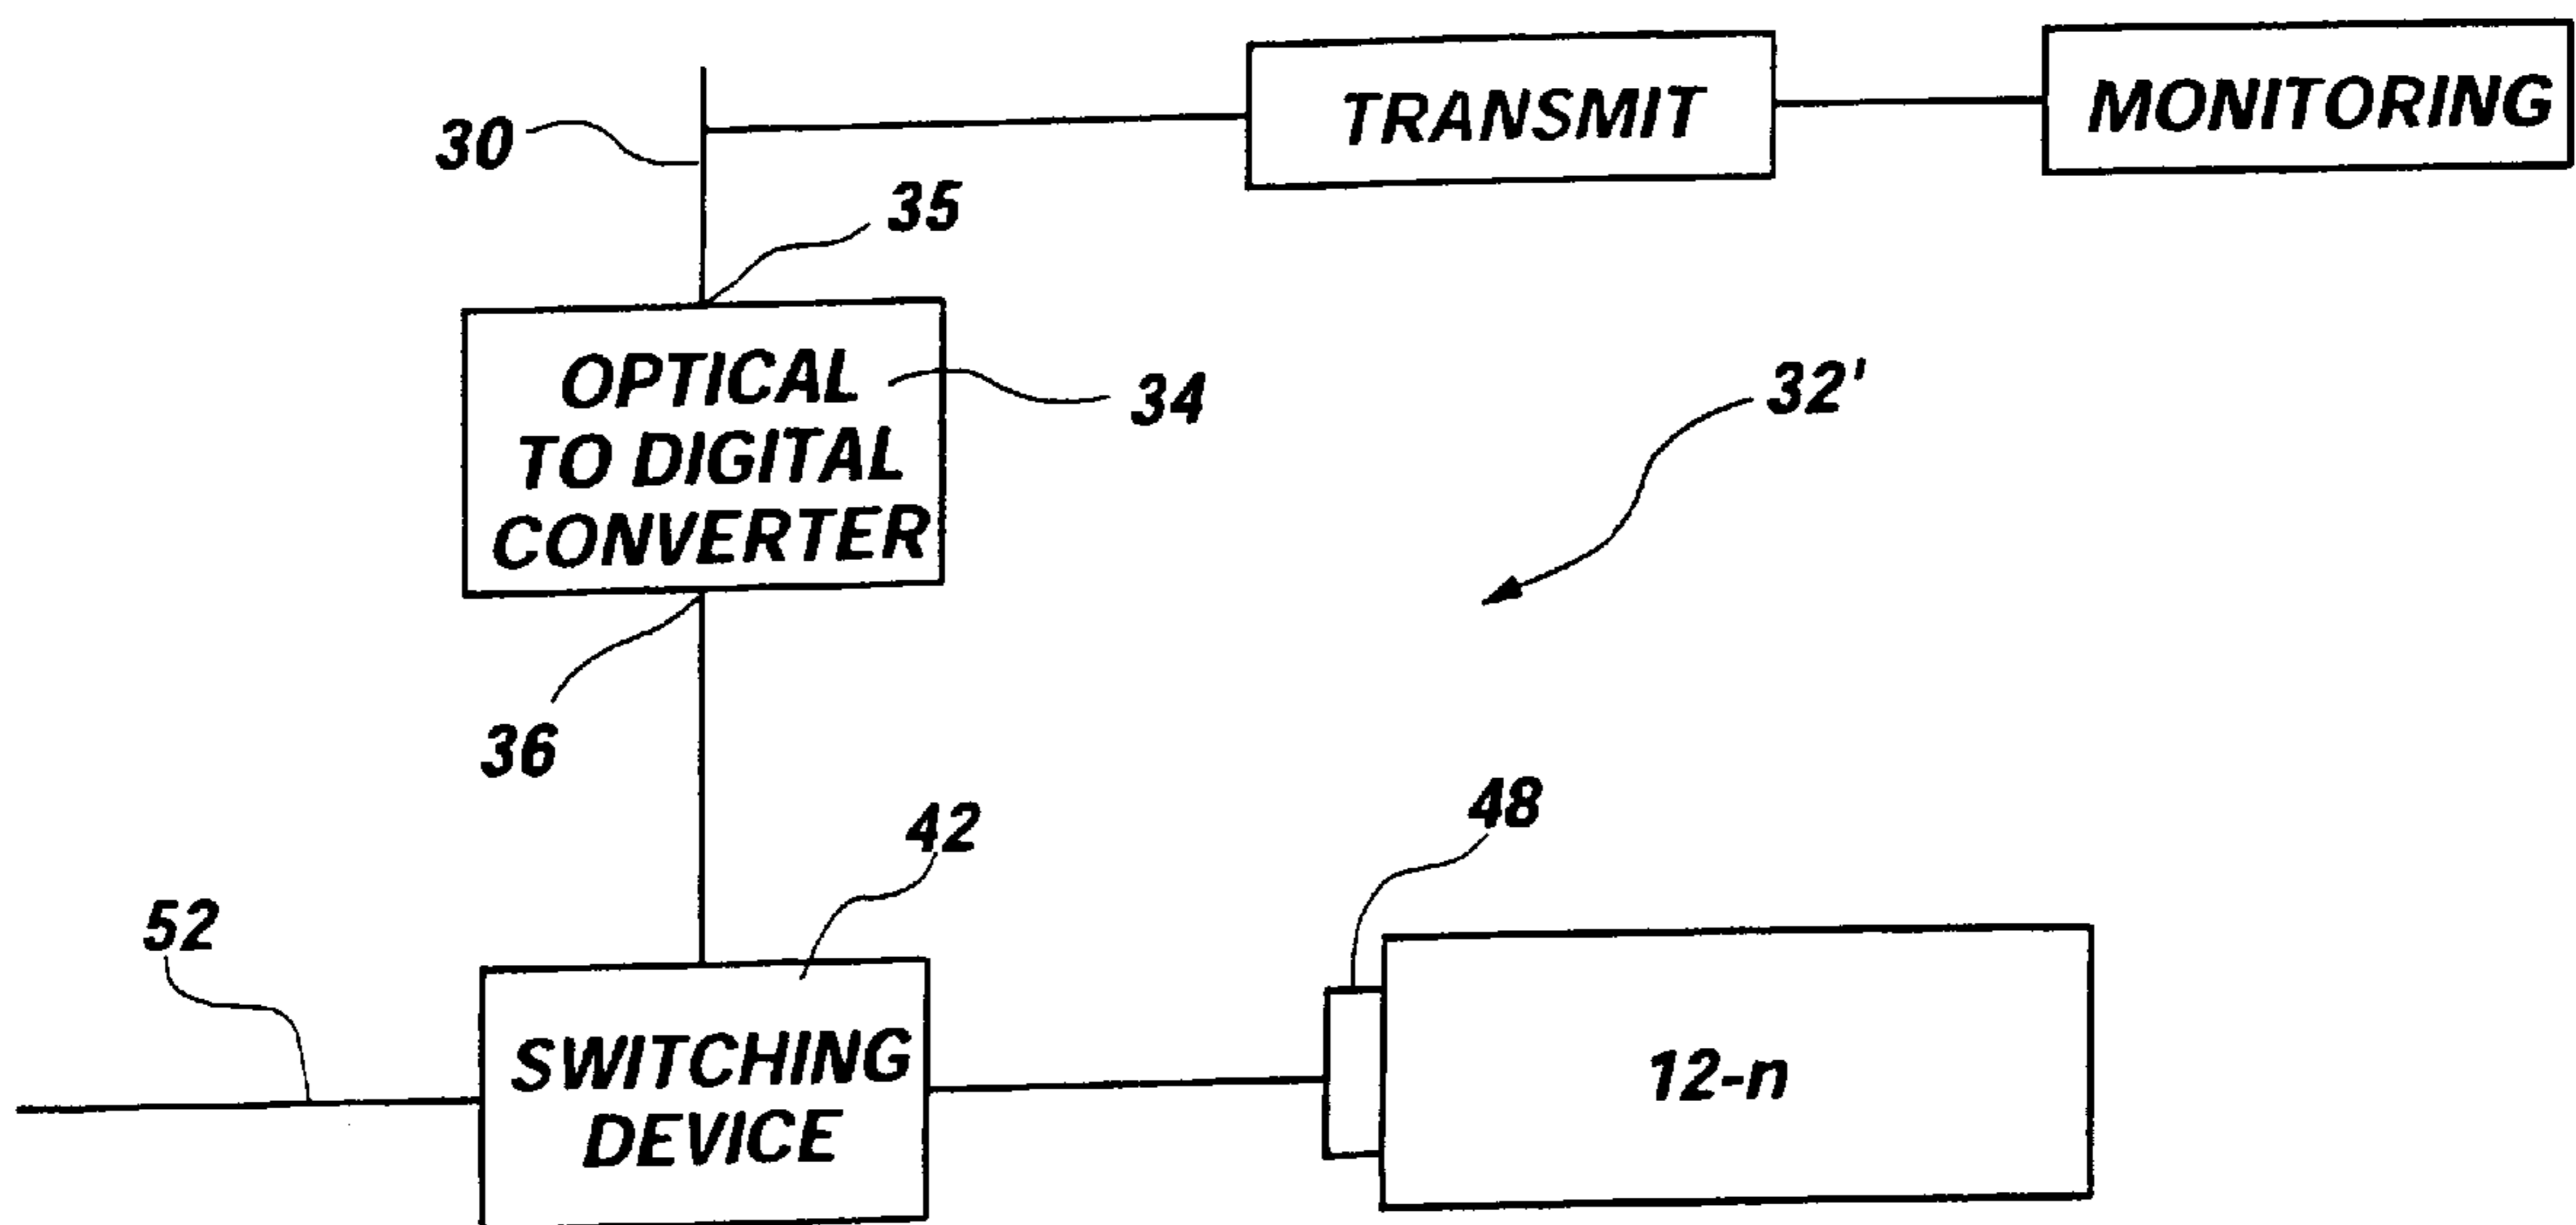 TRANSMIT
MONITORING
30
35
OPTICAL
TO DIGITAL
CONVERTER
34
32'
36
48
42
52
SWITCHING
DEVICE
12-n